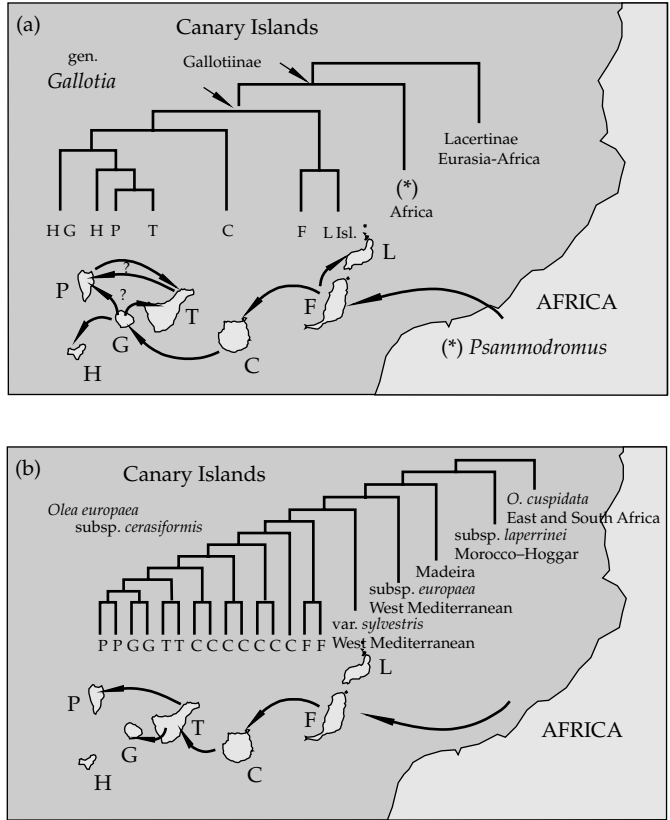 (a)
Canary Islands
gen.
Gallotia
Gallotiinae
Lacertinae
Eurasia-Africa
(*)
Africa
H G H P T C F L Isl.
L
P ? ? T F
G
H C
AFRICA
(*) Psammodromus
(b)
Canary Islands
Olea europaea
subsp. cerasiformis
O. cuspidata
East and South Africa
subsp. laperrinei
Morocco–Hoggar
Madeira
subsp. europaea
West Mediterranean
var. sylvestris
P P G G T T C C C C C C C F F West Mediterranean
L
P
T F
G
H C
AFRICA